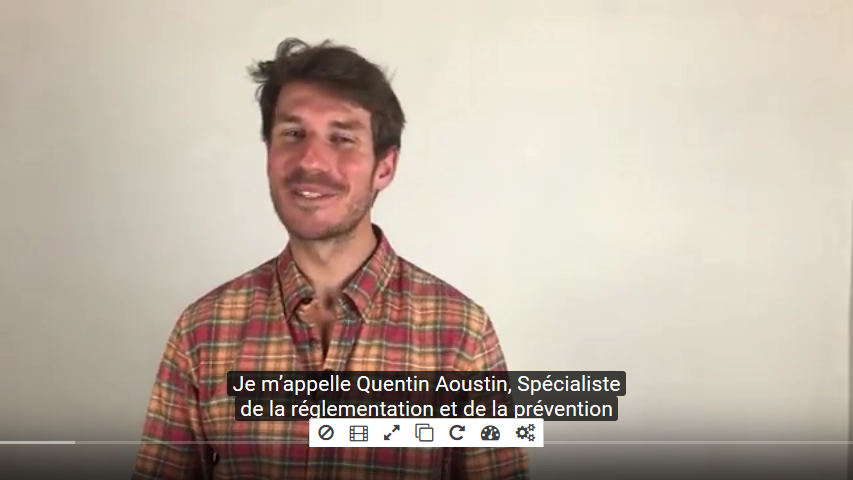 Je m’appelle Quentin Aoustin, Spécialiste
de la réglementation et de la prévention